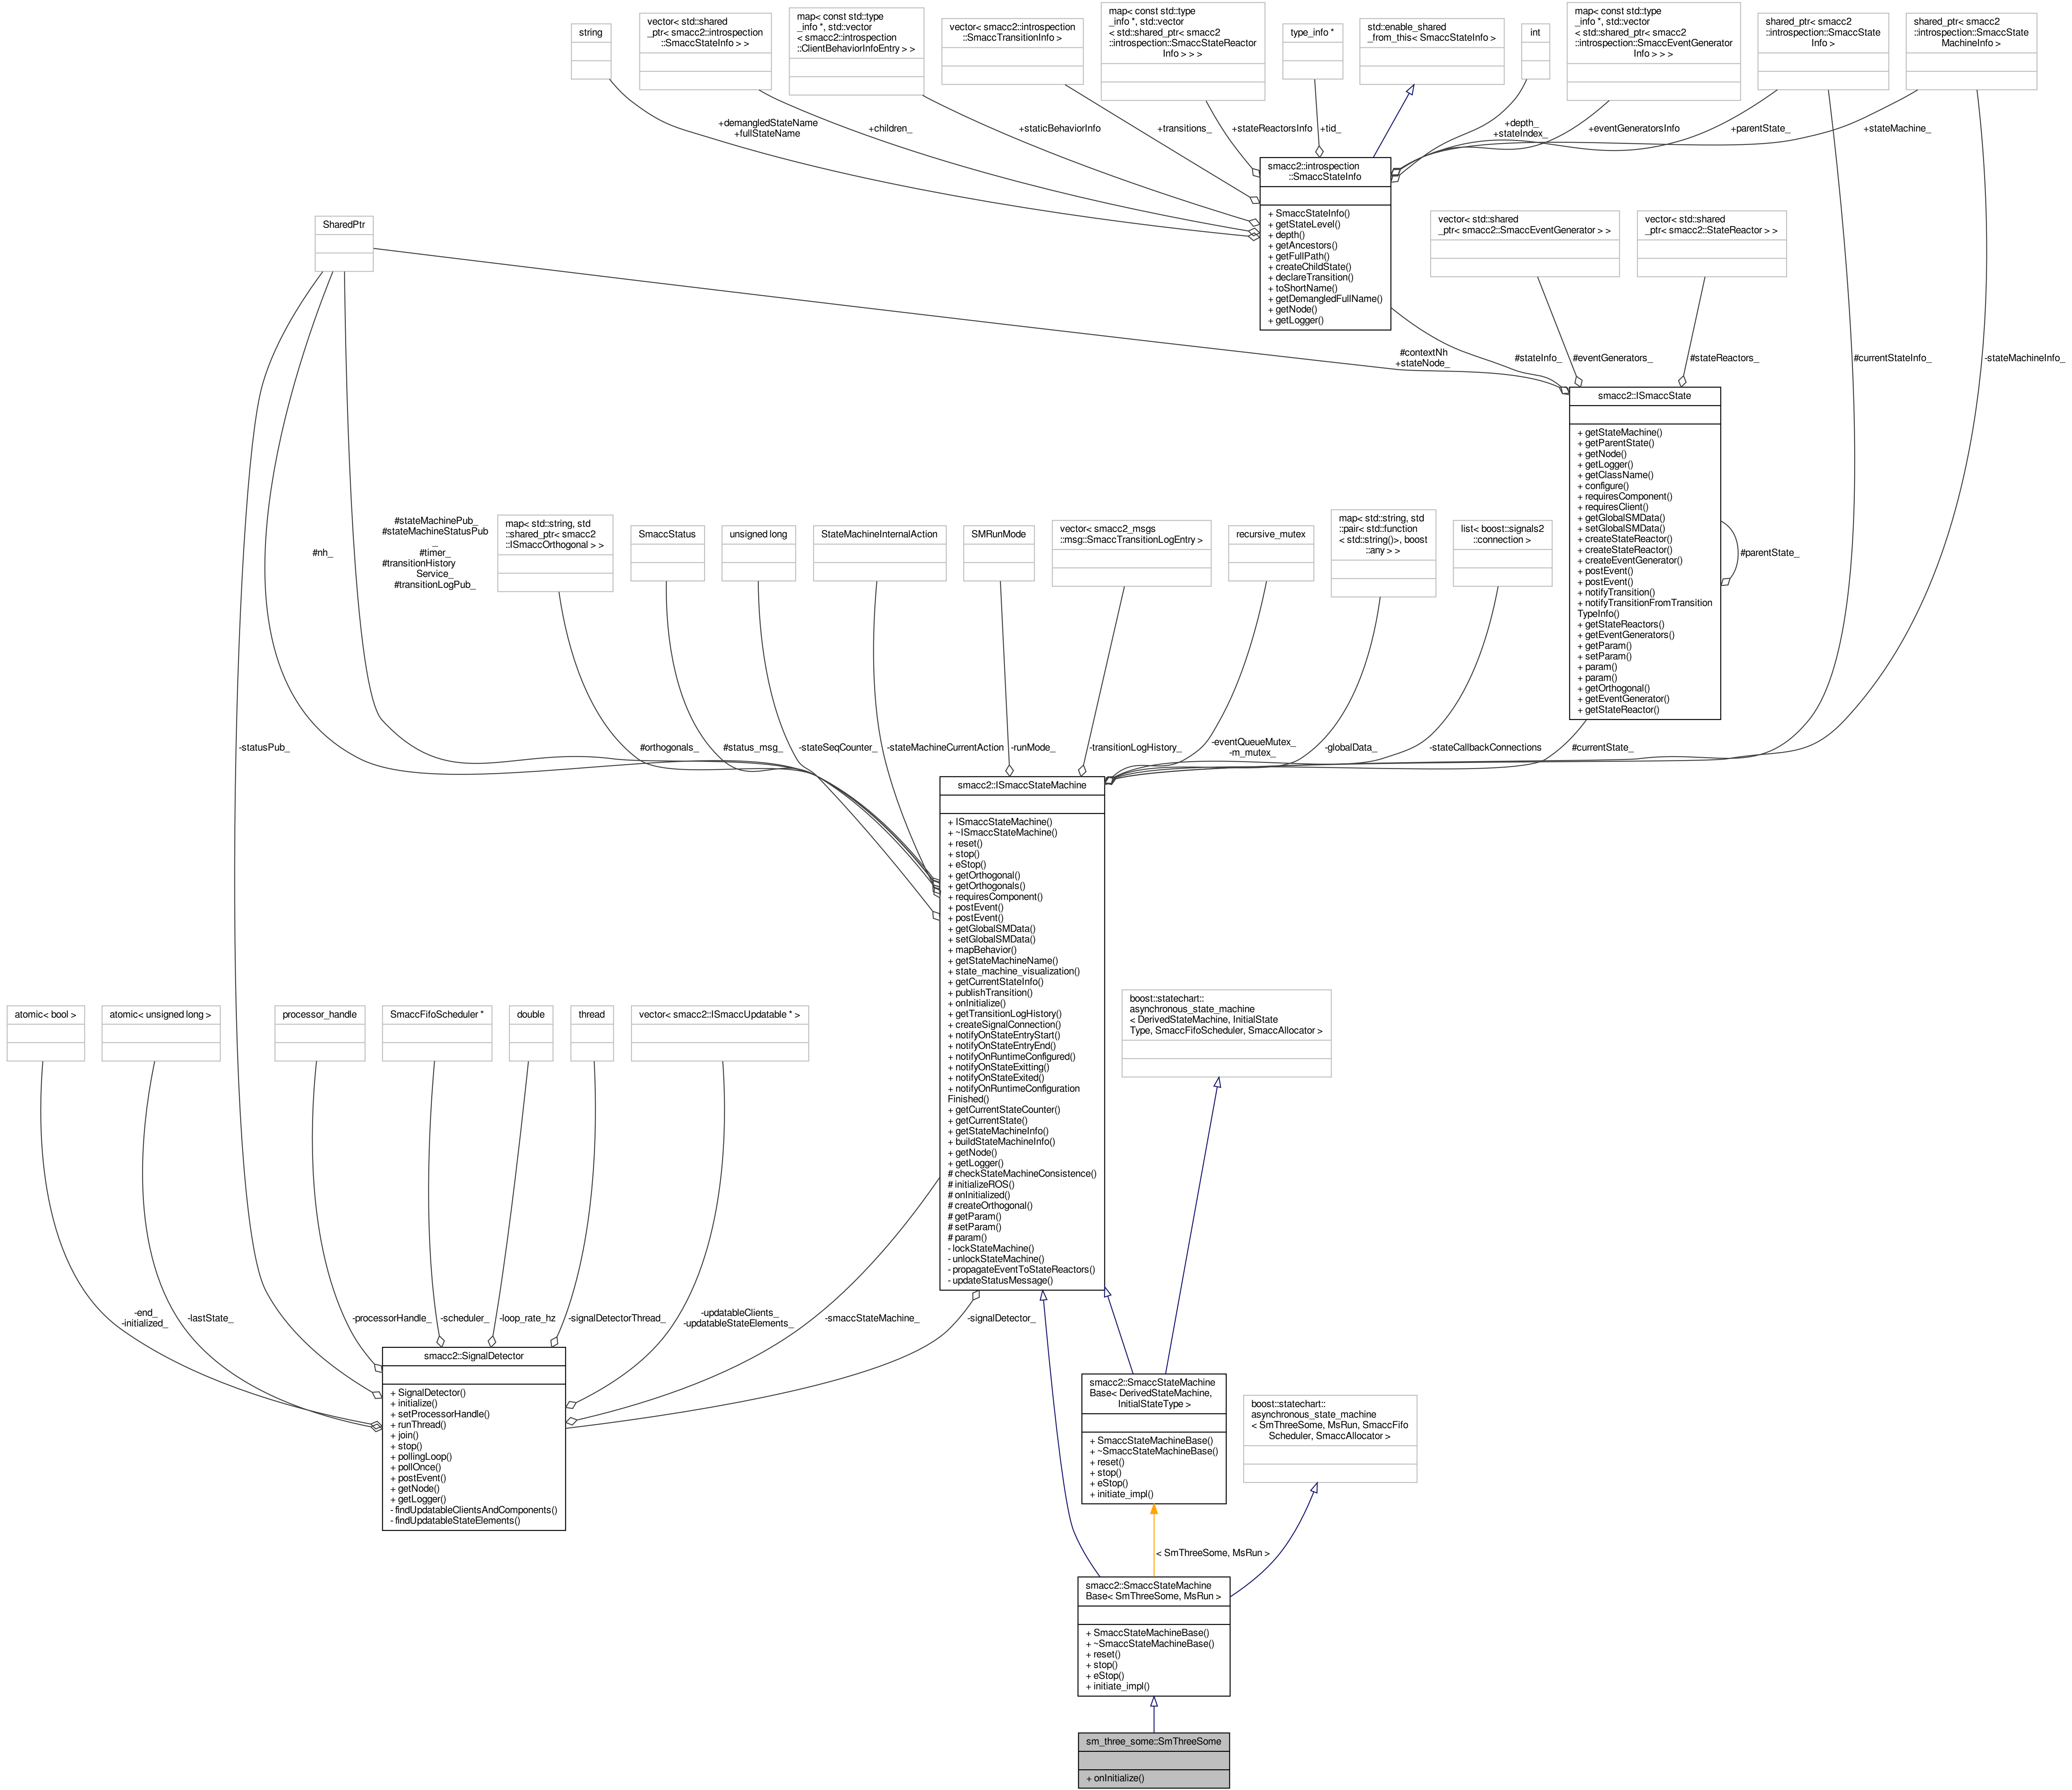 string
vector< std::shared
_ptr< smacc2::introspection
::SmaccStateInfo > >
map< const std::type
_info *, std::vector
< smacc2::introspection
::ClientBehaviorInfoEntry > >
vector< smacc2::introspection
::SmaccTransitionInfo >
map< const std::type
_info *, std::vector
< std::shared_ptr< smacc2
::introspection::SmaccStateReactor
Info > > >
type_info *
std::enable_shared
_from_this< SmaccStateInfo >
int
map< const std::type
_info *, std::vector
< std::shared_ptr< smacc2
::introspection::SmaccEventGenerator
Info > > >
shared_ptr< smacc2
::introspection::SmaccState
Info >
shared_ptr< smacc2
::introspection::SmaccState
MachineInfo >
+demangledStateName
+fullStateName
+children_
+staticBehaviorInfo
+transitions_
+stateReactorsInfo
+tid_
+depth_
+stateIndex_
+eventGeneratorsInfo
+parentState_
+stateMachine_
smacc2::introspection
::SmaccStateInfo
+ SmaccStateInfo()
+ getStateLevel()
+ depth()
+ getAncestors()
+ getFullPath()
+ createChildState()
+ declareTransition()
+ toShortName()
+ getDemangledFullName()
+ getNode()
+ getLogger()
SharedPtr
vector< std::shared
_ptr< smacc2::SmaccEventGenerator > >
vector< std::shared
_ptr< smacc2::StateReactor > >
#contextNh
+stateNode_
#stateInfo_
#eventGenerators_
#stateReactors_
#currentStateInfo_
-stateMachineInfo_
smacc2::ISmaccState
+ getStateMachine()
+ getParentState()
+ getNode()
+ getLogger()
+ getClassName()
+ configure()
+ requiresComponent()
+ requiresClient()
+ getGlobalSMData()
+ setGlobalSMData()
+ createStateReactor()
+ createStateReactor()
+ createEventGenerator()
+ postEvent()
+ postEvent()
+ notifyTransition()
+ notifyTransitionFromTransition
TypeInfo()
+ getStateReactors()
+ getEventGenerators()
+ getParam()
+ setParam()
+ param()
+ param()
+ getOrthogonal()
+ getEventGenerator()
+ getStateReactor()
#parentState_
#nh_
#stateMachinePub_
#stateMachineStatusPub
_
#timer_
#transitionHistory
Service_
#transitionLogPub_
map< std::string, std
::shared_ptr< smacc2
::ISmaccOrthogonal > >
SmaccStatus
unsigned long
StateMachineInternalAction
SMRunMode
vector< smacc2_msgs
::msg::SmaccTransitionLogEntry >
recursive_mutex
map< std::string, std
::pair< std::function
< std::string()>, boost
::any > >
list< boost::signals2
::connection >
-statusPub_
#orthogonals_
#status_msg_
-stateSeqCounter_
-stateMachineCurrentAction
-runMode_
-transitionLogHistory_
-eventQueueMutex_
-m_mutex_
-globalData_
-stateCallbackConnections
#currentState_
smacc2::ISmaccStateMachine
+ ISmaccStateMachine()
+ ~ISmaccStateMachine()
+ reset()
+ stop()
+ eStop()
+ getOrthogonal()
+ getOrthogonals()
+ requiresComponent()
+ postEvent()
+ postEvent()
+ getGlobalSMData()
+ setGlobalSMData()
+ mapBehavior()
+ getStateMachineName()
+ state_machine_visualization()
+ getCurrentStateInfo()
+ publishTransition()
+ onInitialize()
+ getTransitionLogHistory()
+ createSignalConnection()
+ notifyOnStateEntryStart()
+ notifyOnStateEntryEnd()
+ notifyOnRuntimeConfigured()
+ notifyOnStateExitting()
+ notifyOnStateExited()
+ notifyOnRuntimeConfiguration
Finished()
+ getCurrentStateCounter()
+ getCurrentState()
+ getStateMachineInfo()
+ buildStateMachineInfo()
+ getNode()
+ getLogger()
# checkStateMachineConsistence()
# initializeROS()
# onInitialized()
# createOrthogonal()
# getParam()
# setParam()
# param()
- lockStateMachine()
- unlockStateMachine()
- propagateEventToStateReactors()
- updateStatusMessage()
atomic< bool >
atomic< unsigned long >
processor_handle
SmaccFifoScheduler *
double
thread
vector< smacc2::ISmaccUpdatable * >
boost::statechart::
asynchronous_state_machine
< DerivedStateMachine, InitialState
Type, SmaccFifoScheduler, SmaccAllocator >
-end_
-initialized_
-lastState_
-processorHandle_
-scheduler_
-loop_rate_hz
-signalDetectorThread_
-updatableClients_
-updatableStateElements_
-smaccStateMachine_
-signalDetector_
smacc2::SignalDetector
+ SignalDetector()
+ initialize()
+ setProcessorHandle()
+ runThread()
+ join()
+ stop()
+ pollingLoop()
+ pollOnce()
+ postEvent()
+ getNode()
+ getLogger()
- findUpdatableClientsAndComponents()
- findUpdatableStateElements()
smacc2::SmaccStateMachine
Base< DerivedStateMachine,
InitialStateType >
+ SmaccStateMachineBase()
+ ~SmaccStateMachineBase()
+ reset()
+ stop()
+ eStop()
+ initiate_impl()
boost::statechart::
asynchronous_state_machine
< SmThreeSome, MsRun, SmaccFifo
Scheduler, SmaccAllocator >
< SmThreeSome, MsRun >
smacc2::SmaccStateMachine
Base< SmThreeSome, MsRun >
+ SmaccStateMachineBase()
+ ~SmaccStateMachineBase()
+ reset()
+ stop()
+ eStop()
+ initiate_impl()
sm_three_some::SmThreeSome
+ onInitialize()